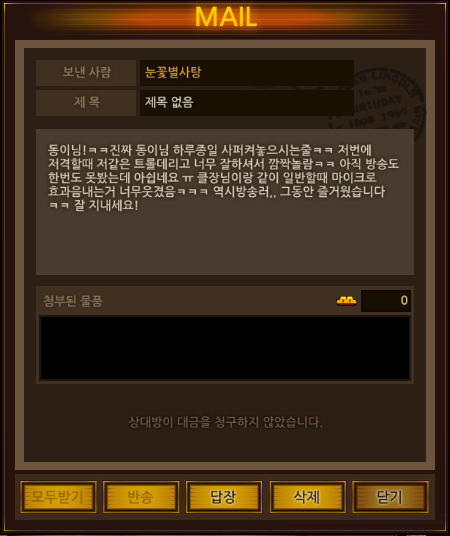 MAIL
보낸 사람
눈꽃별사탕
제 목
제목 없음
동이님!ㅋㅋ진짜 동이님 하루종일 사퍼켜놓으시는줄ㅋㅋ 저번에
저격할때 저같은 트롤데리고 너무 잘하셔서 깜짝놀람ㅋㅋ 아직 방송도
한번도 못봤는데 아쉽네요 ㅠ 클장님이랑 같이 일반할때 마이크로
효과음내는거 너무웃겼음ㅋㅋㅋ 역시방송러,, 그동안 즐거웠습니다
ㅋㅋ 잘 지내세요!
첨부된 물품
0
상대방이 대금을 청구하지 않았습니다.
모두받기
반송
답장
삭제
닫기